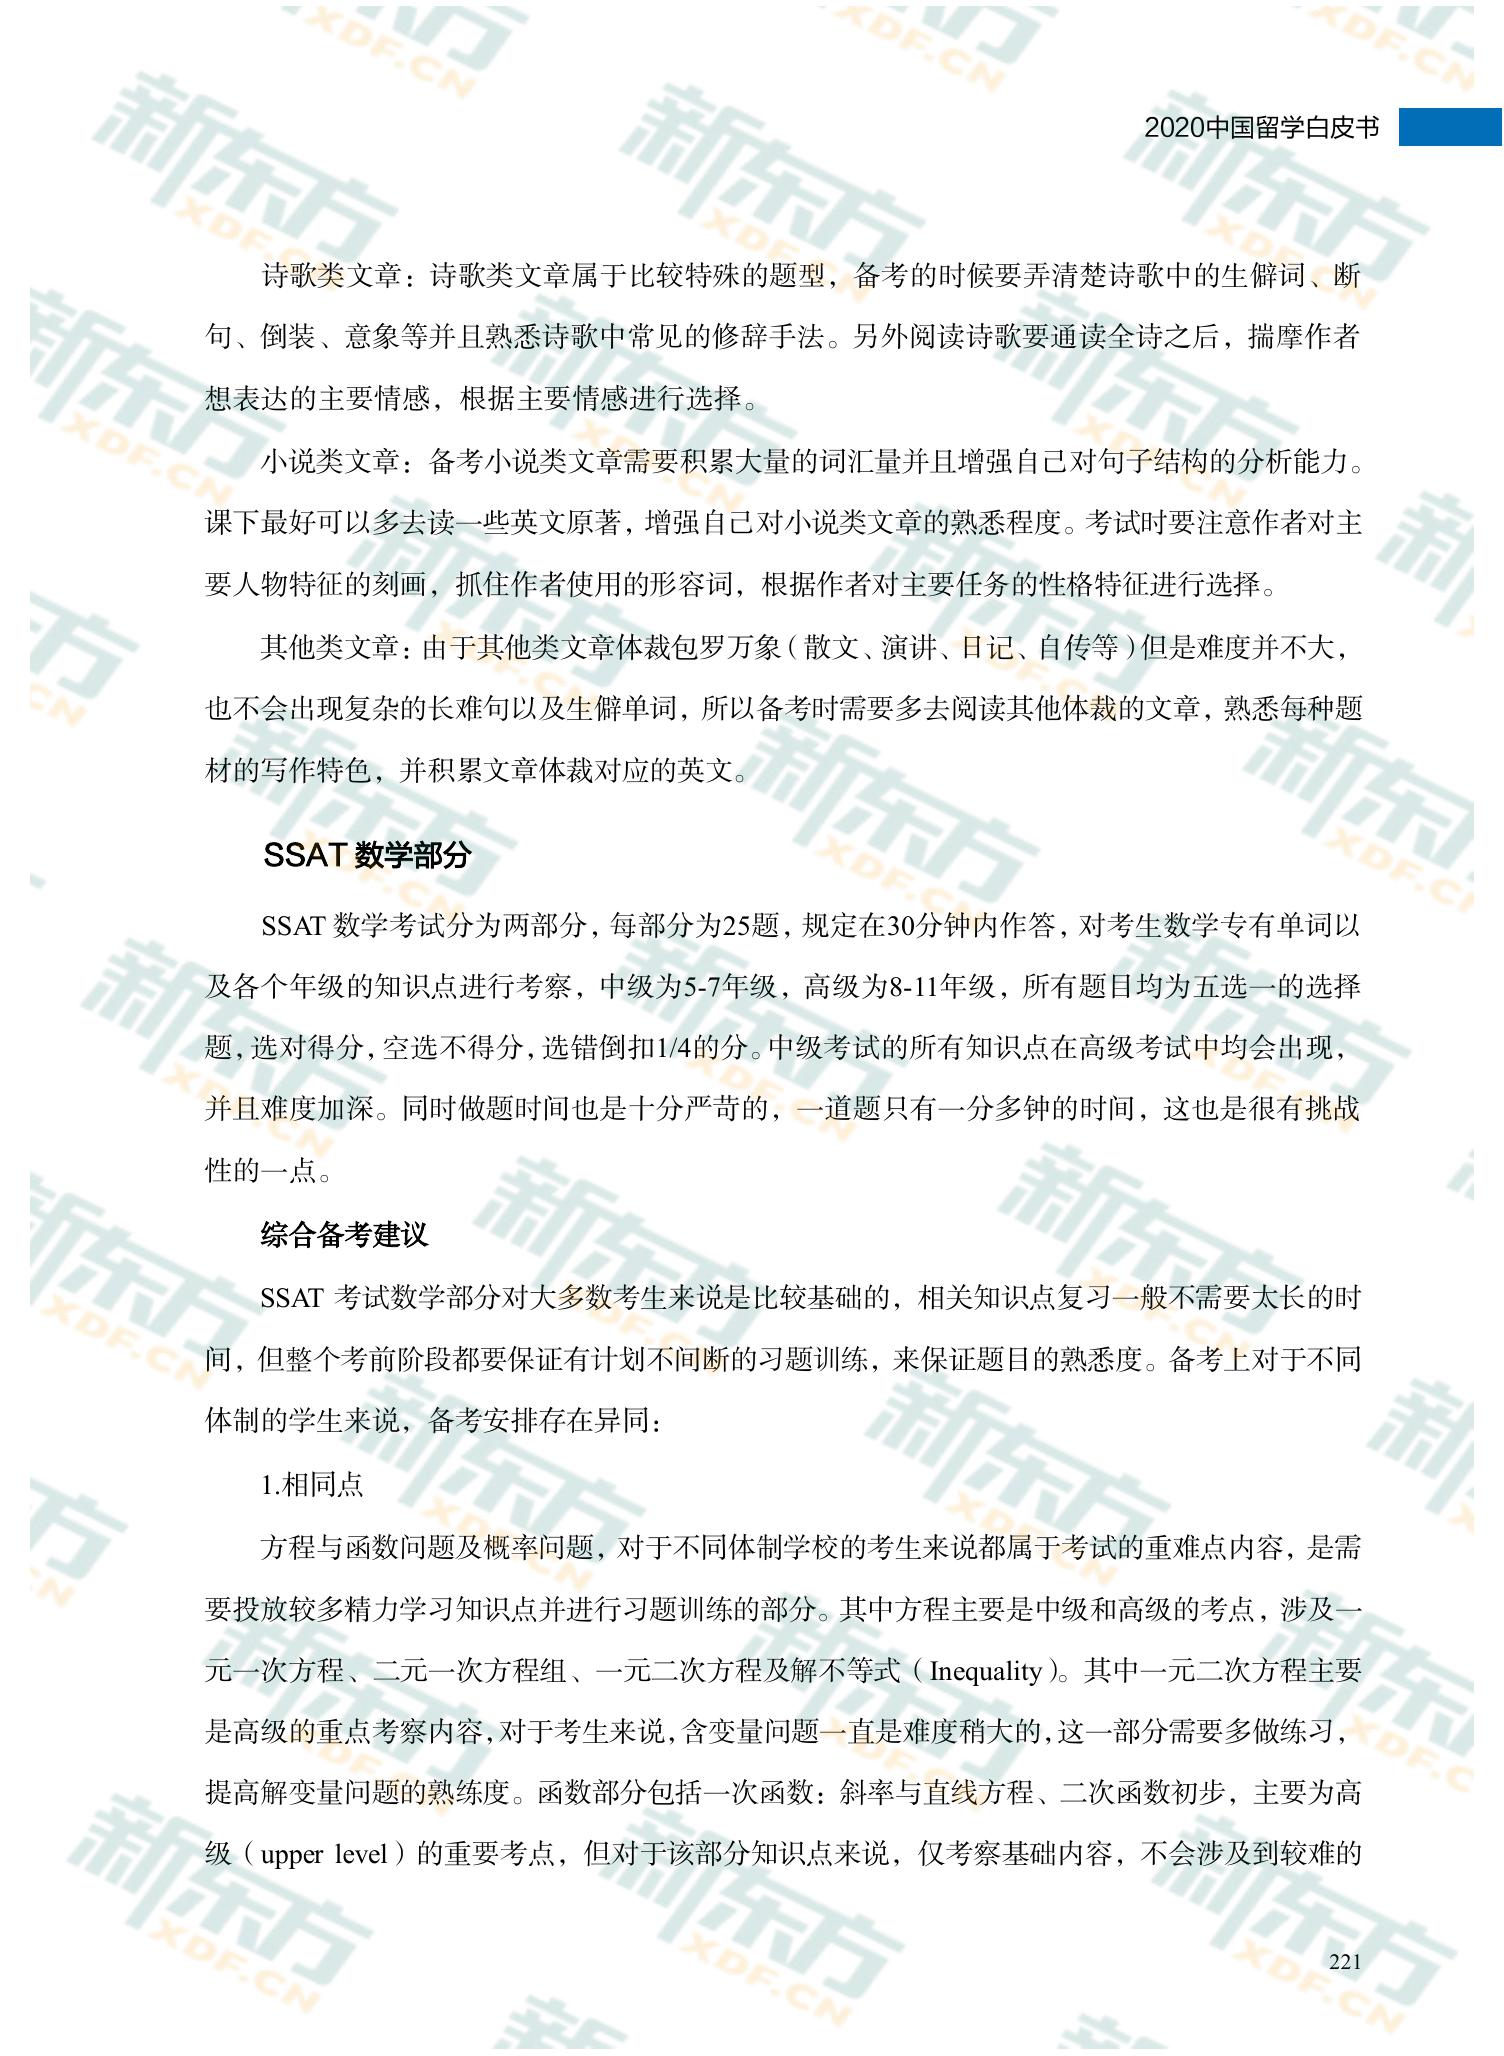 2020中国留学白皮书
诗歌类文章：诗歌类文章属于比较特殊的题型，备考的时候要弄清楚诗歌中的生僻词、断
句、倒装、意象等并且熟悉诗歌中常见的修辞手法。另外阅读诗歌要通读全诗之后，揣摩作者
想表达的主要情感，根据主要情感进行选择。
小说类文章：备考小说类文章需要积累大量的词汇量并且增强自己对句子结构的分析能力。
课下最好可以多去读一些英文原著，增强自己对小说类文章的熟悉程度。考试时要注意作者对主
要人物特征的刻画，抓住作者使用的形容词，根据作者对主要任务的性格特征进行选择。
其他类文章：由于其他类文章体裁包罗万象（散文、演讲、日记、自传等）但是难度并不大，
也不会出现复杂的长难句以及生僻单词，所以备考时需要多去阅读其他体裁的文章，熟悉每种题
材的写作特色，并积累文章体裁对应的英文。
SSAT 数学部分
SSAT 数学考试分为两部分，每部分为25题，规定在30分钟内作答，对考生数学专有单词以
及各个年级的知识点进行考察，中级为5-7年级，高级为8-11年级，所有题目均为五选一的选择
题，选对得分，空选不得分，选错倒扣1/4的分。中级考试的所有知识点在高级考试中均会出现，
并且难度加深。同时做题时间也是十分严苛的，一道题只有一分多钟的时间，这也是很有挑战
性的一点。
综合备考建议
SSAT 考试数学部分对大多数考生来说是比较基础的，相关知识点复习一般不需要太长的时
间，但整个考前阶段都要保证有计划不间断的习题训练，来保证题目的熟悉度。备考上对于不同
体制的学生来说，备考安排存在异同：
1.相同点
方程与函数问题及概率问题，对于不同体制学校的考生来说都属于考试的重难点内容，是需
要投放较多精力学习知识点并进行习题训练的部分。其中方程主要是中级和高级的考点，涉及一
元一次方程、二元一次方程组、一元二次方程及解不等式（Inequality）。其中一元二次方程主要
是高级的重点考察内容，对于考生来说，含变量问题一直是难度稍大的，这一部分需要多做练习，
提高解变量问题的熟练度。函数部分包括一次函数：斜率与直线方程、二次函数初步，主要为高
级（upper level）的重要考点，但对于该部分知识点来说，仅考察基础内容，不会涉及到较难的
221